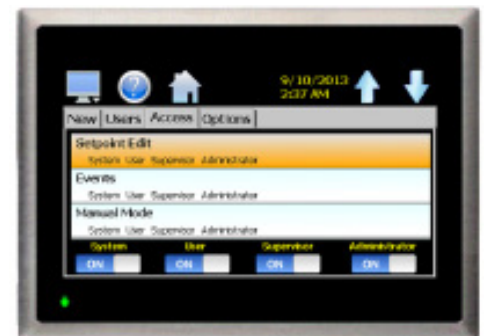 9/10/2013
2:37 AM
?
New Users Access Options
Setpoint Edit
System User Supervisor Administrator
Events
System User Supervisor Administrator
Manual Mode
System User Supervisor Administrator
System User Supervisor Administrator
ON ON ON ON